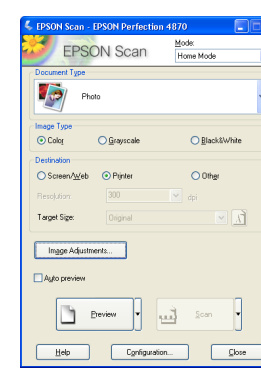 EPSON Scan - EPSON Perfection 4870
EPSON Scan
Mode:
Home Mode
Document Type
Photo
Image Type
Color Grayscale Black&White
Destination
Screen/Web Printer Other
Resolution: 300 dpi
Target Size: Original
Image Adjustments...
Auto preview
Preview Scan
Help Configuration... Close